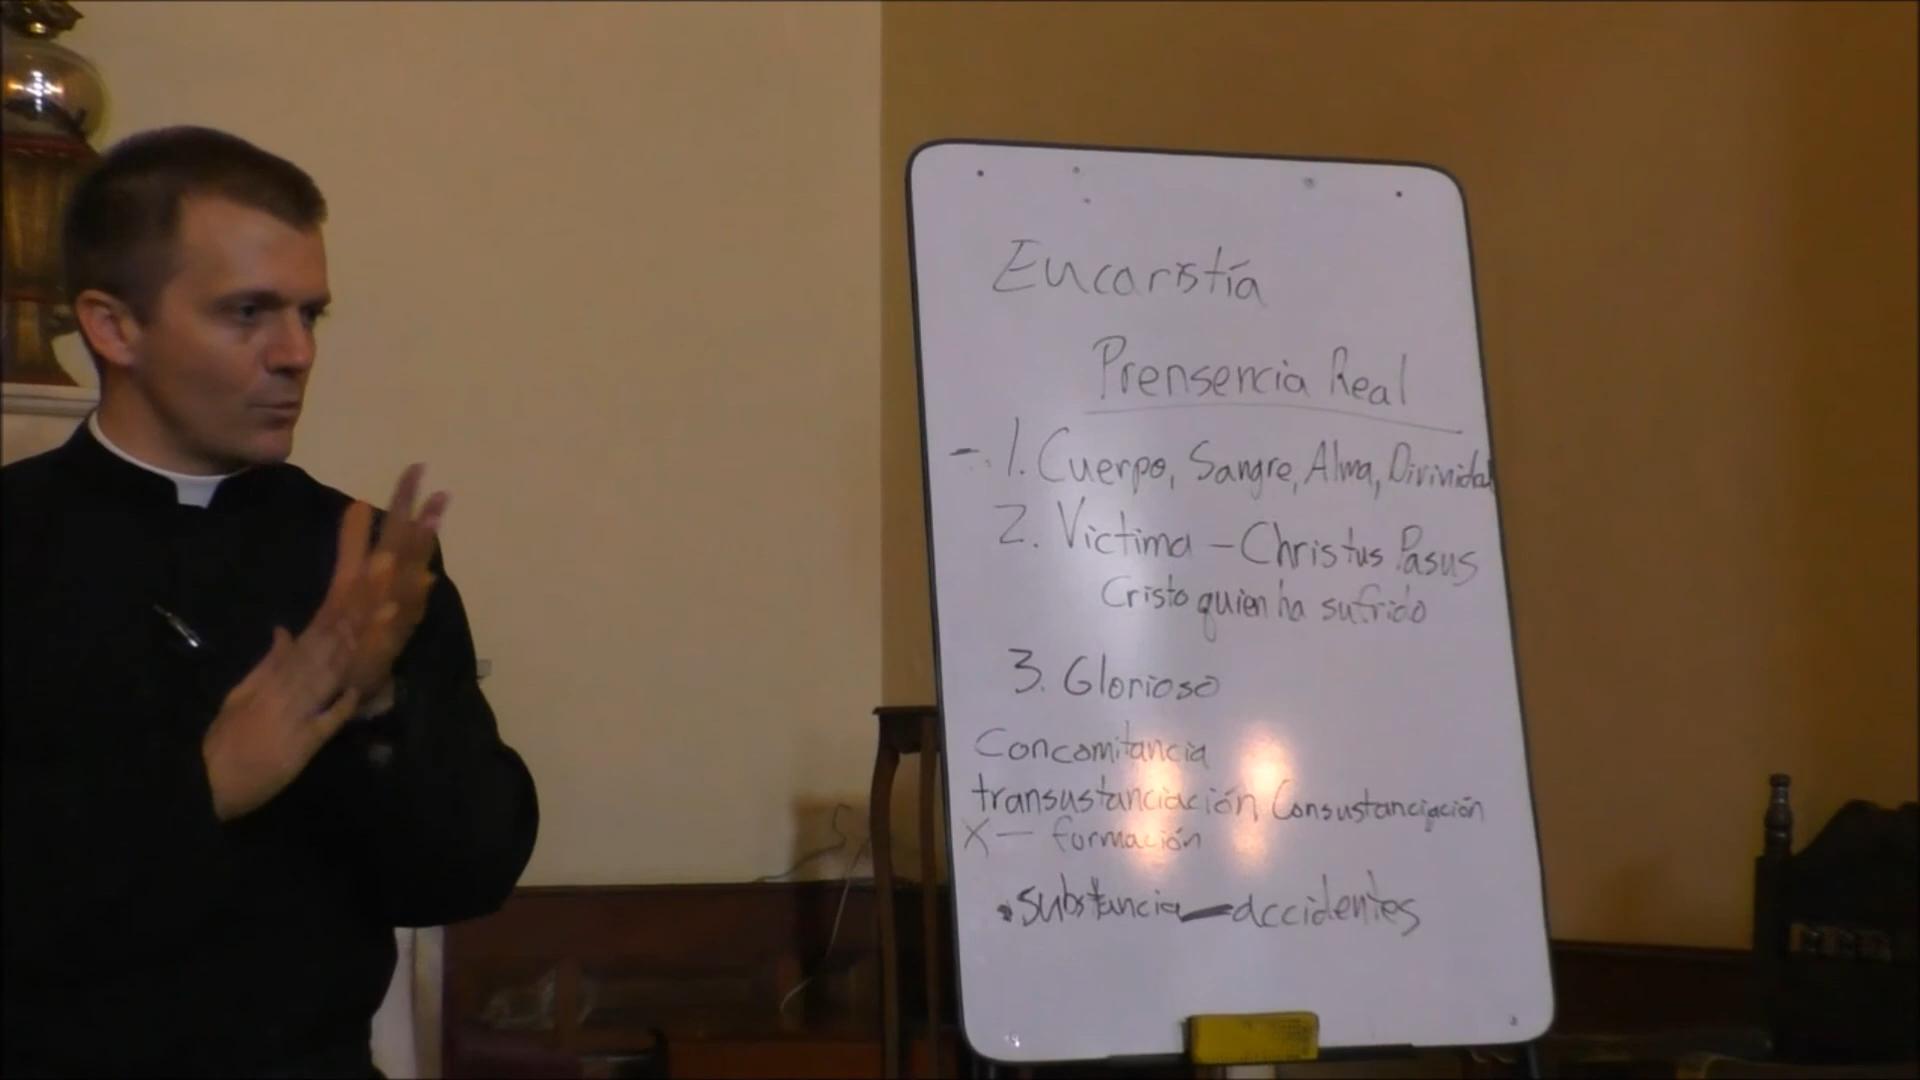 Eucaristía
Prensencia Real
-. 1. Cuerpo, Sangre, Alma, Divinidad
2. Victima - Christus Pasus
Cristo quien ha sufrido
3. Glorioso
Concomitancia
transustanciación, Consustanciación
X — formación
• substancia — accidentes